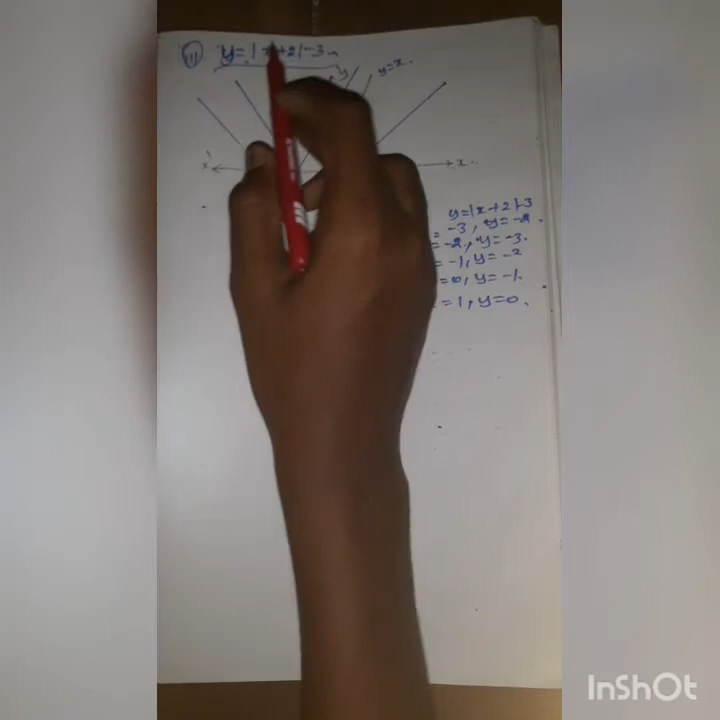 (iii) y = |x+2|-3
y
y=x.
x'
x.
y=|x+2|-3
= -3, y=-2.
= -2, y=-3.
= -1, y=-2
=0, y=-1.
=1, y=0.
InShOt